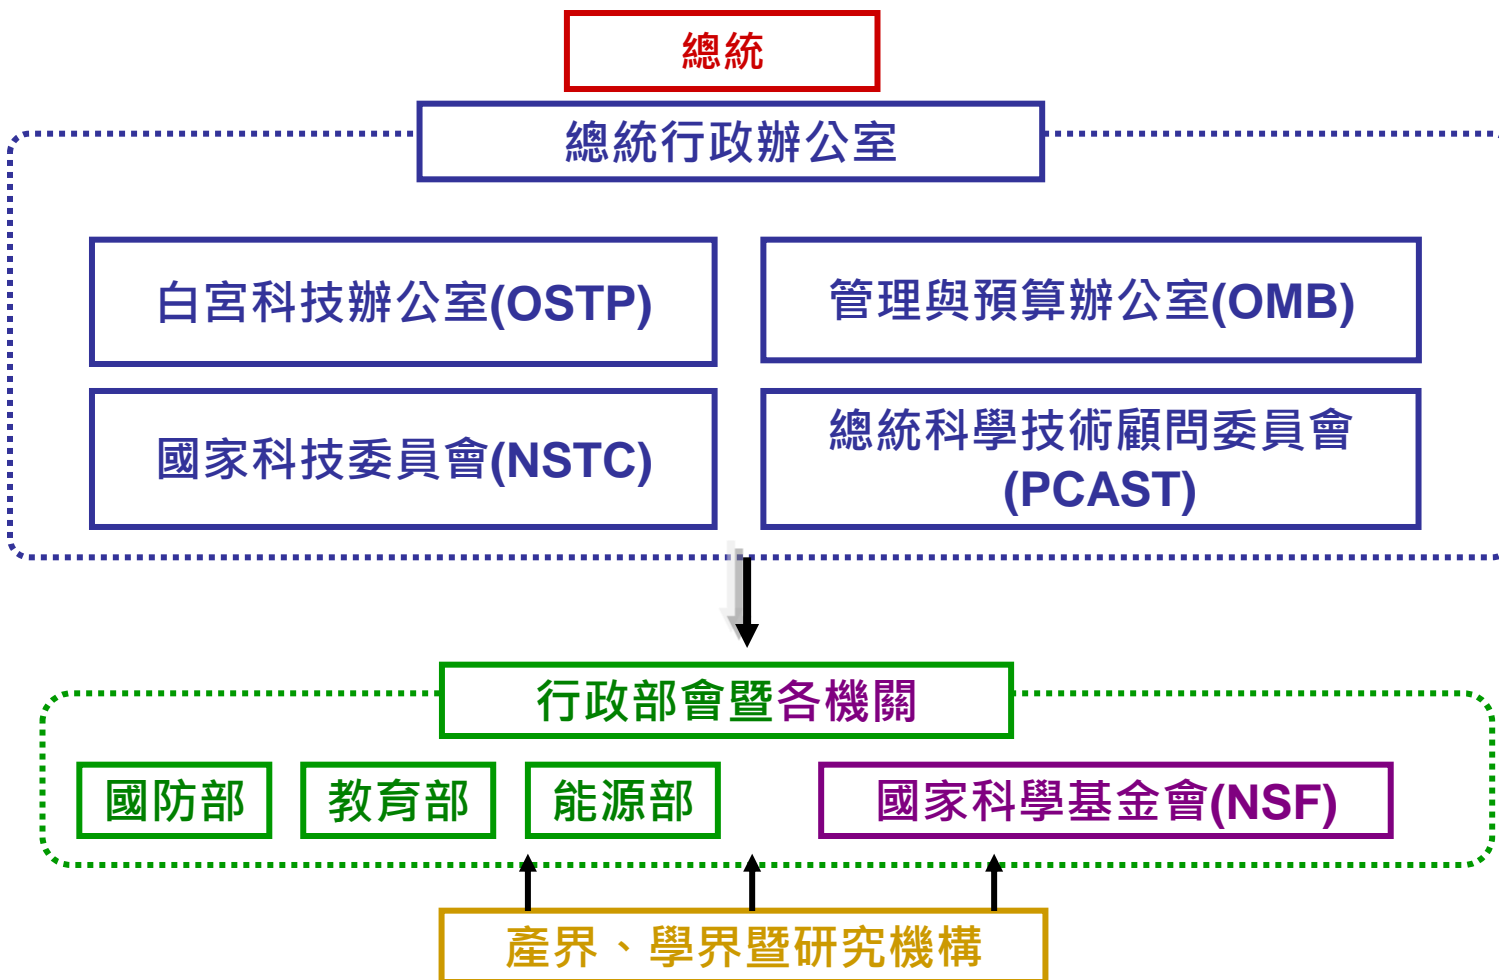 總統
總統行政辦公室
白宮科技辦公室(OSTP)
管理與預算辦公室(OMB)
國家科技委員會(NSTC)
總統科學技術顧問委員會
(PCAST)
行政部會暨各機關
國防部
教育部
能源部
國家科學基金會(NSF)
產界、學界暨研究機構